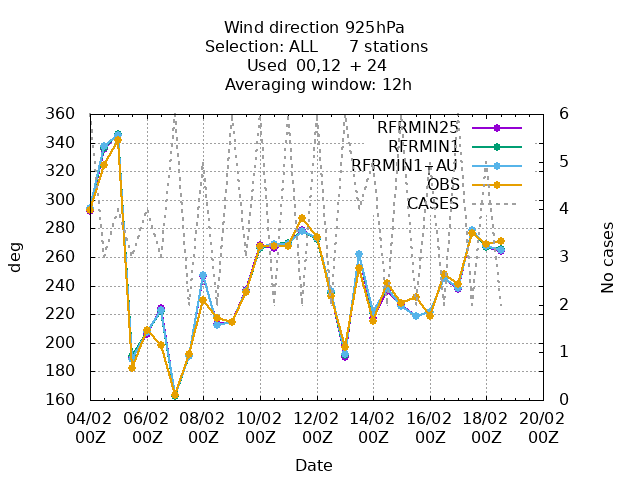 Wind direction 925hPa
Selection: ALL 7 stations
Used 00,12 + 24
Averaging window: 12h
360
340
320
300
280
260
240
220
200
180
160
deg
6
5
4
3
2
1
0
No cases
RFRMIN25
RFRMIN1
RFRMIN1+AU
OBS
CASES
04/02 06/02 08/02 10/02 12/02 14/02 16/02 18/02 20/02
00Z 00Z 00Z 00Z 00Z 00Z 00Z 00Z 00Z
Date